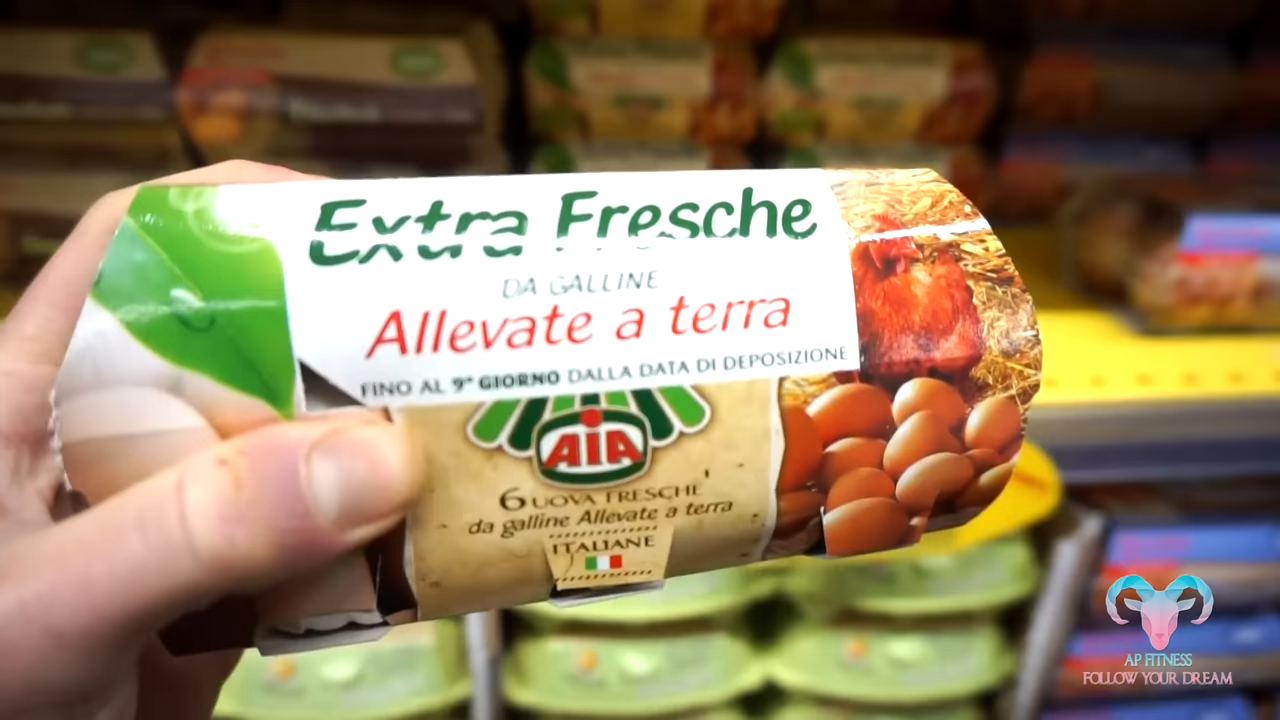 Extra Fresche
DA GALLINE
Allevate a terra
FINO AL 9° GIORNO DALLA DATA DI DEPOSIZIONE
AIA
6 UOVA FRESCHE
da galline Allevate a terra
ITALIANE
AP FITNESS
FOLLOW YOUR DREAM